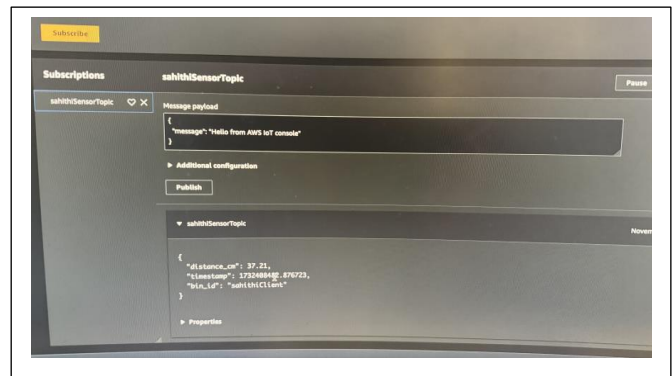 Subscribe
Subscriptions
sahithiSensorTopic
Pause
sahithiSensorTopic
Message payload
{
"message": "Hello from AWS IoT console"
}
Additional configuration
Publish
sahithiSensorTopic
Novem
{
"distance_cm": 37.21,
"bin_id": "sahithiClient"
}
Properties